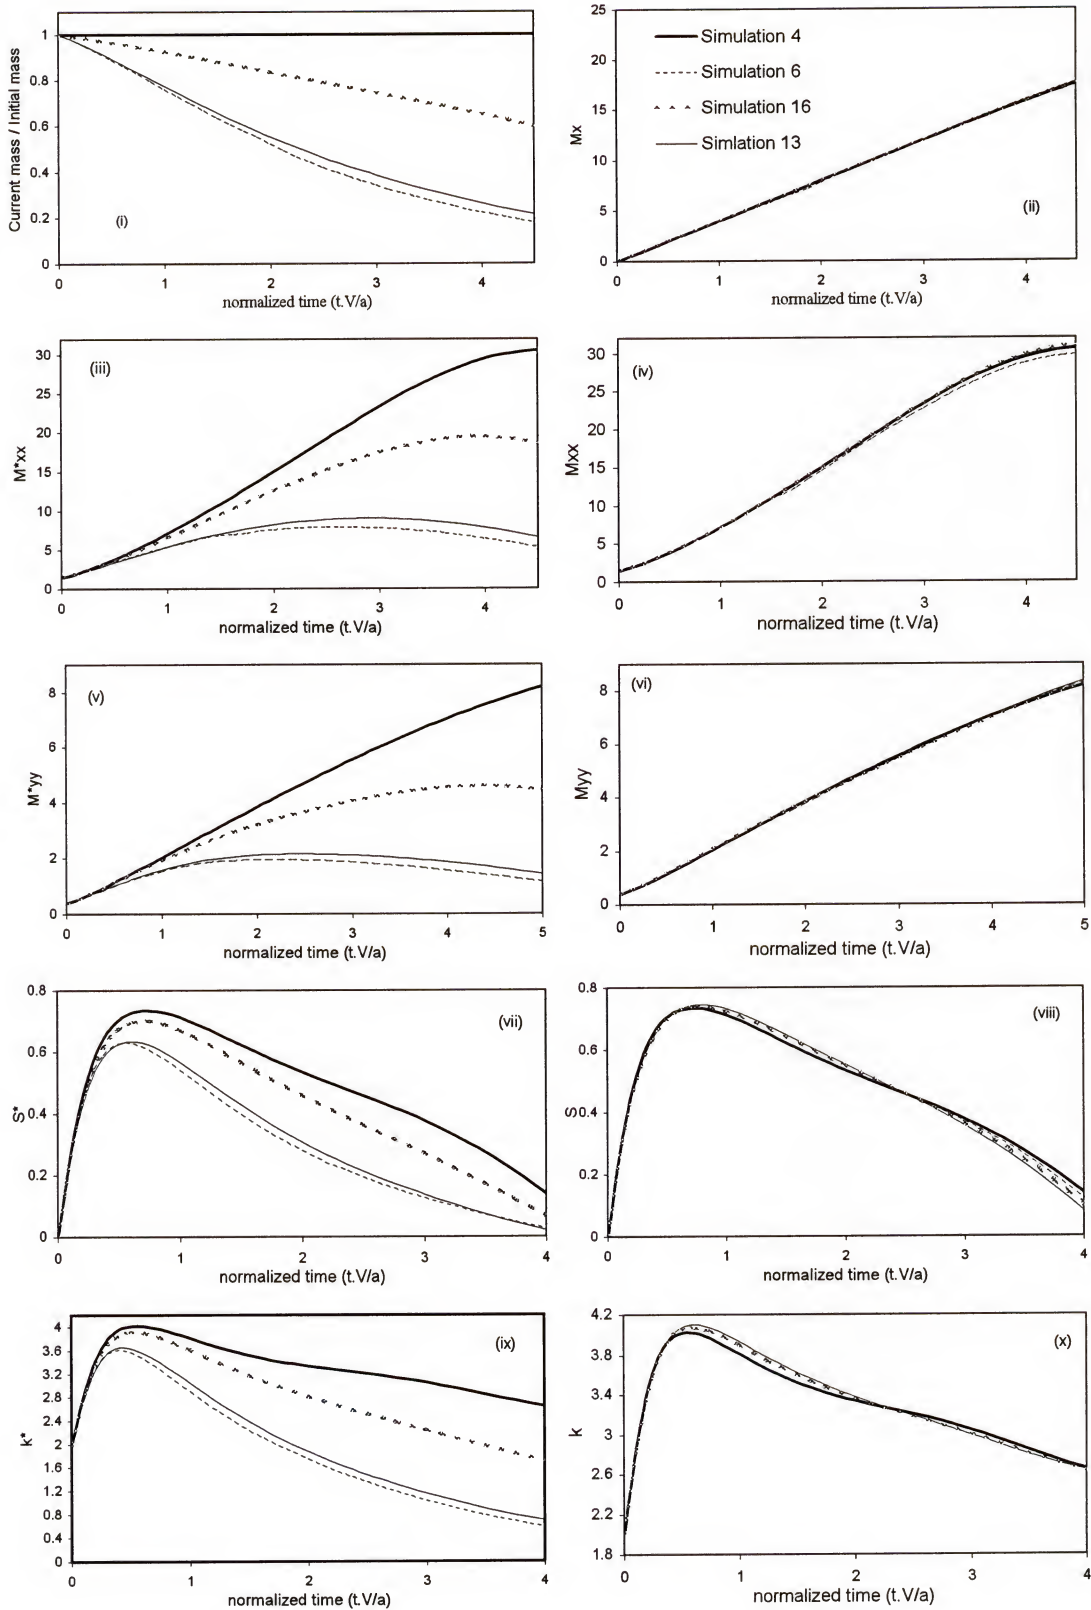 Current mass / Initial mass
1
0.8
0.6
0.4
0.2
0
(i)
0 1 2 3 4
normalized time (t.V/a)
Mx
25
20
15
10
5
0
Simulation 4
Simulation 6
Simulation 16
Simlation 13
(ii)
0 1 2 3 4
normalized time (t.V/a)
M*xx
30
25
20
15
10
5
0
(iii)
0 1 2 3 4
normalized time (t.V/a)
Mxx
30
25
20
15
10
5
0
(iv)
0 1 2 3 4
normalized time (t.V/a)
M*yy
8
6
4
2
0
(v)
0 1 2 3 4 5
normalized time (t.V/a)
Myy
8
6
4
2
0
(vi)
0 1 2 3 4 5
normalized time (t.V/a)
S*
0.8
0.6
0.4
0.2
0
(vii)
0 1 2 3 4
normalized time (t.V/a)
S
0.8
0.6
0.4
0.2
0
(viii)
0 1 2 3 4
normalized time (t.V/a)
k*
4
3.6
3.2
2.8
2.4
2
1.6
1.2
0.8
0.4
0
(ix)
0 1 2 3 4
normalized time (t.V/a)
k
4.2
3.8
3.4
3
2.6
2.2
1.8
(x)
0 1 2 3 4
normalized time (t.V/a)